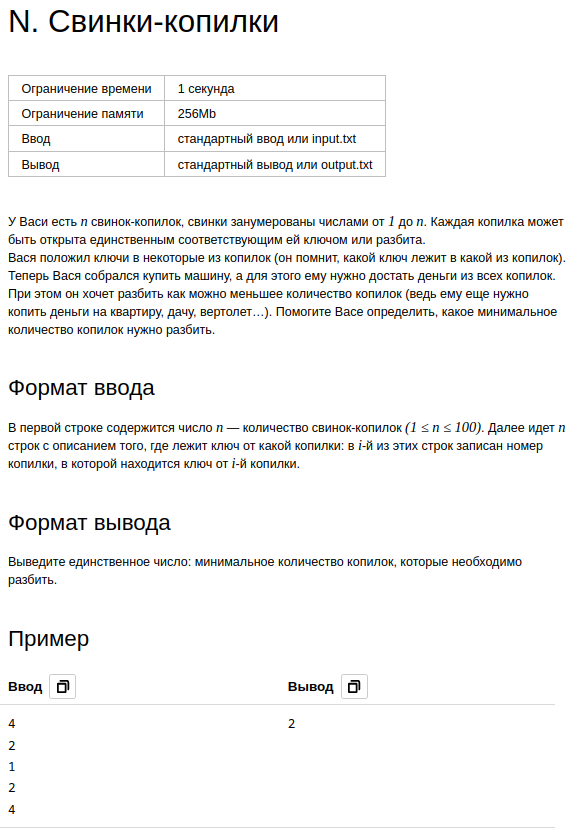 N. Свинки-копилки
Ограничение времени 1 секунда
Ограничение памяти 256Mb
Ввод стандартный ввод или input.txt
Вывод стандартный вывод или output.txt
У Васи есть n свинок-копилок, свинки занумерованы числами от 1 до n. Каждая копилка может
быть открыта единственным соответствующим ей ключом или разбита.
Вася положил ключи в некоторые из копилок (он помнит, какой ключ лежит в какой из копилок).
Теперь Вася собрался купить машину, а для этого ему нужно достать деньги из всех копилок.
При этом он хочет разбить как можно меньшее количество копилок (ведь ему еще нужно
копить деньги на квартиру, дачу, вертолет…). Помогите Васе определить, какое минимальное
количество копилок нужно разбить.
Формат ввода
В первой строке содержится число n — количество свинок-копилок (1 ≤ n ≤ 100). Далее идет n
строк с описанием того, где лежит ключ от какой копилки: в i-й из этих строк записан номер
копилки, в которой находится ключ от i-й копилки.
Формат вывода
Выведите единственное число: минимальное количество копилок, которые необходимо
разбить.
Пример
Ввод Вывод
4 2
2
1
2
4